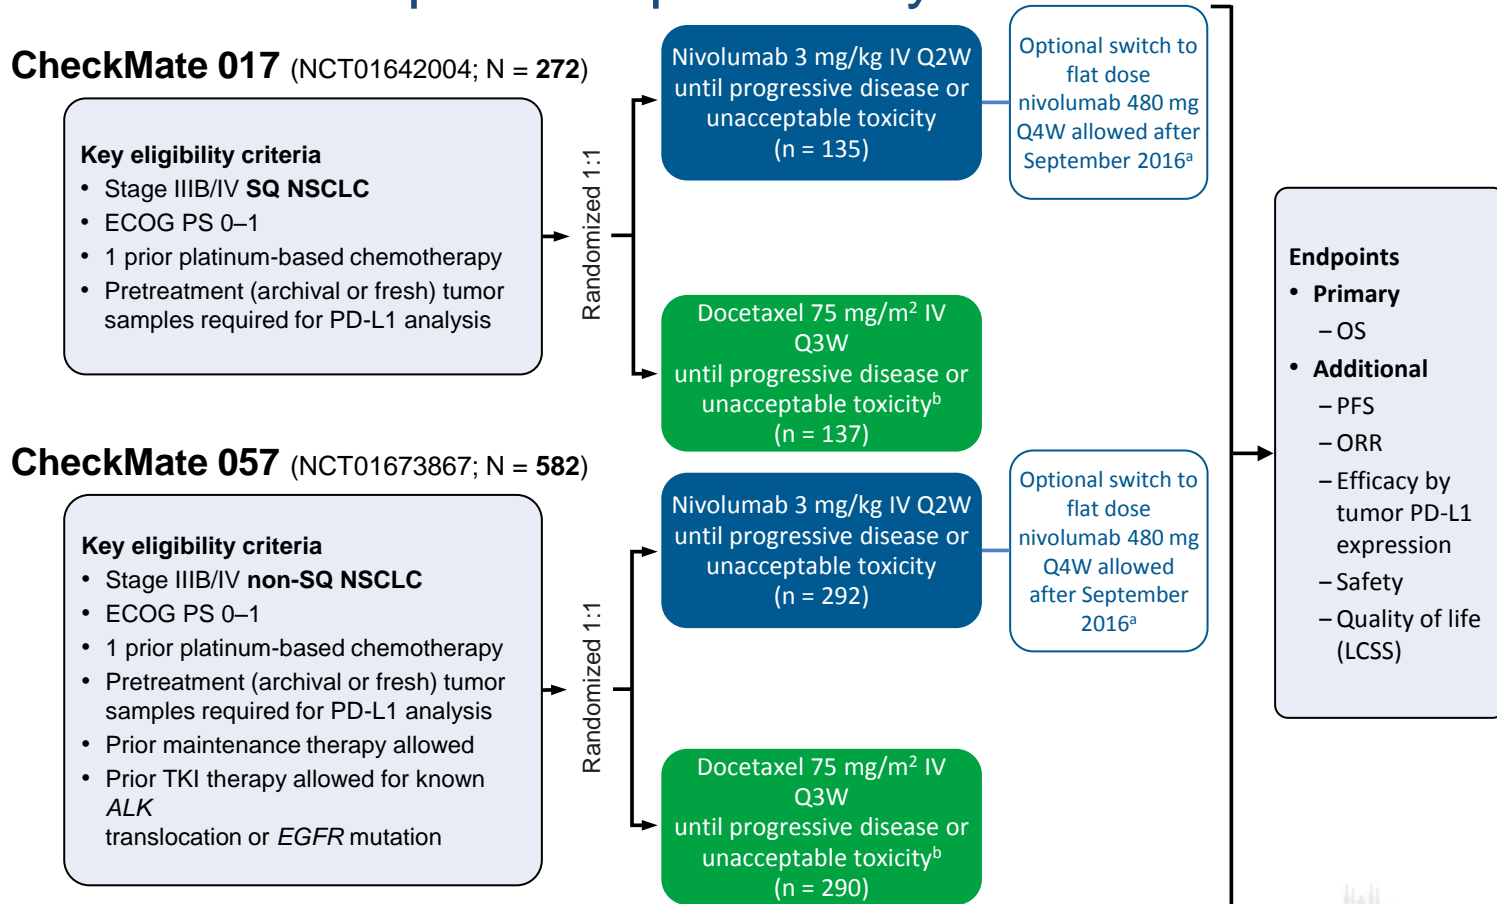 CheckMate 017 (NCT01642004; N = 272)
Key eligibility criteria
• Stage IIIB/IV SQ NSCLC
• ECOG PS 0–1
• 1 prior platinum-based chemotherapy
• Pretreatment (archival or fresh) tumor
samples required for PD-L1 analysis
Randomized 1:1
Nivolumab 3 mg/kg IV Q2W
until progressive disease or
unacceptable toxicity
(n = 135)
Optional switch to
flat dose
nivolumab 480 mg
Q4W allowed after
September 2016ᵃ
Docetaxel 75 mg/m² IV
Q3W
until progressive disease or
unacceptable toxicityᵇ
(n = 137)
CheckMate 057 (NCT01673867; N = 582)
Key eligibility criteria
• Stage IIIB/IV non-SQ NSCLC
• ECOG PS 0–1
• 1 prior platinum-based chemotherapy
• Pretreatment (archival or fresh) tumor
samples required for PD-L1 analysis
• Prior maintenance therapy allowed
• Prior TKI therapy allowed for known
ALK
translocation or EGFR mutation
Randomized 1:1
Nivolumab 3 mg/kg IV Q2W
until progressive disease or
unacceptable toxicity
(n = 292)
Optional switch to
flat dose
nivolumab 480 mg
Q4W allowed
after September
2016ᵃ
Docetaxel 75 mg/m² IV
Q3W
until progressive disease or
unacceptable toxicityᵇ
(n = 290)
Endpoints
• Primary
– OS
• Additional
– PFS
– ORR
– Efficacy by
tumor PD-L1
expression
– Safety
– Quality of life
(LCSS)